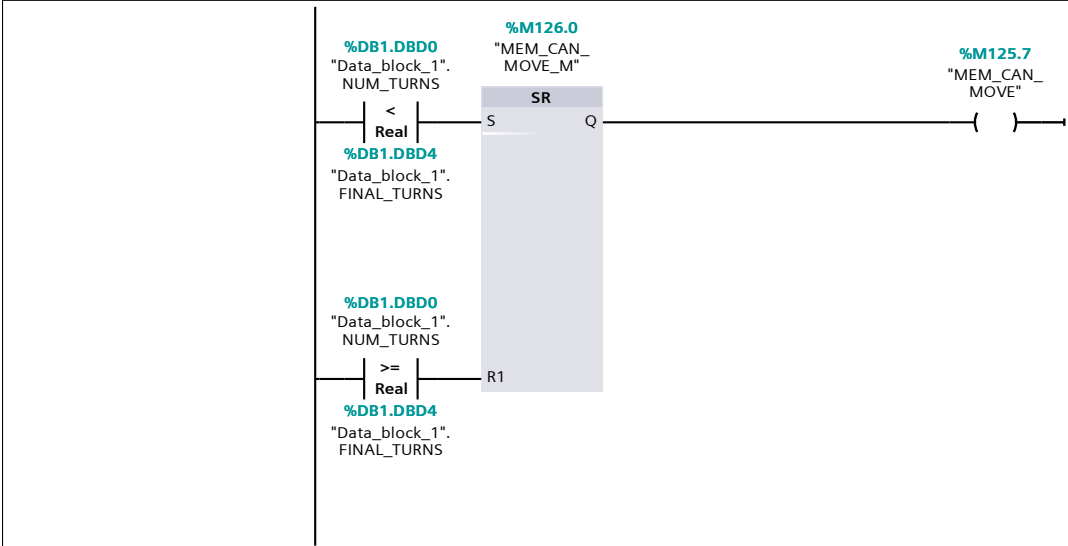 %M126.0
"MEM_CAN_
MOVE_M"
%DB1.DBD0
"Data_block_1".
NUM_TURNS
<
Real
%DB1.DBD4
"Data_block_1".
FINAL_TURNS
SR
S
Q
%M125.7
"MEM_CAN_
MOVE"
%DB1.DBD0
"Data_block_1".
NUM_TURNS
>=
Real
R1
%DB1.DBD4
"Data_block_1".
FINAL_TURNS